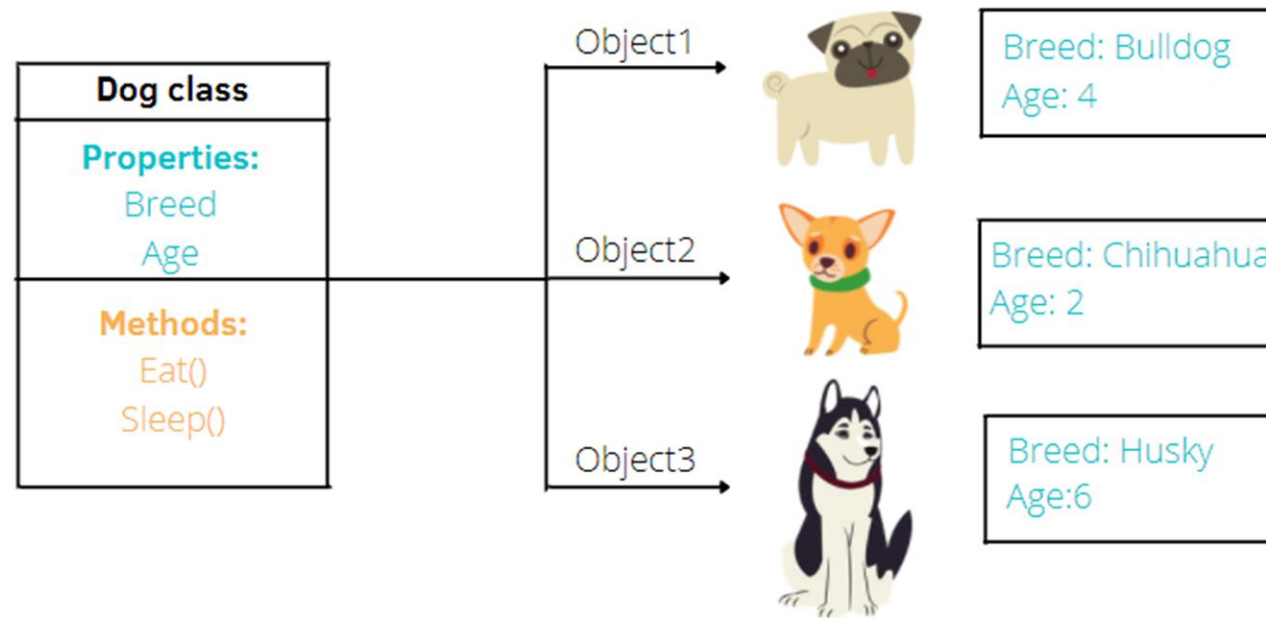 Dog class
Properties:
Breed
Age
Methods:
Eat()
Sleep()
Object1
Breed: Bulldog
Age: 4
Object2
Breed: Chihuahua
Age: 2
Object3
Breed: Husky
Age:6